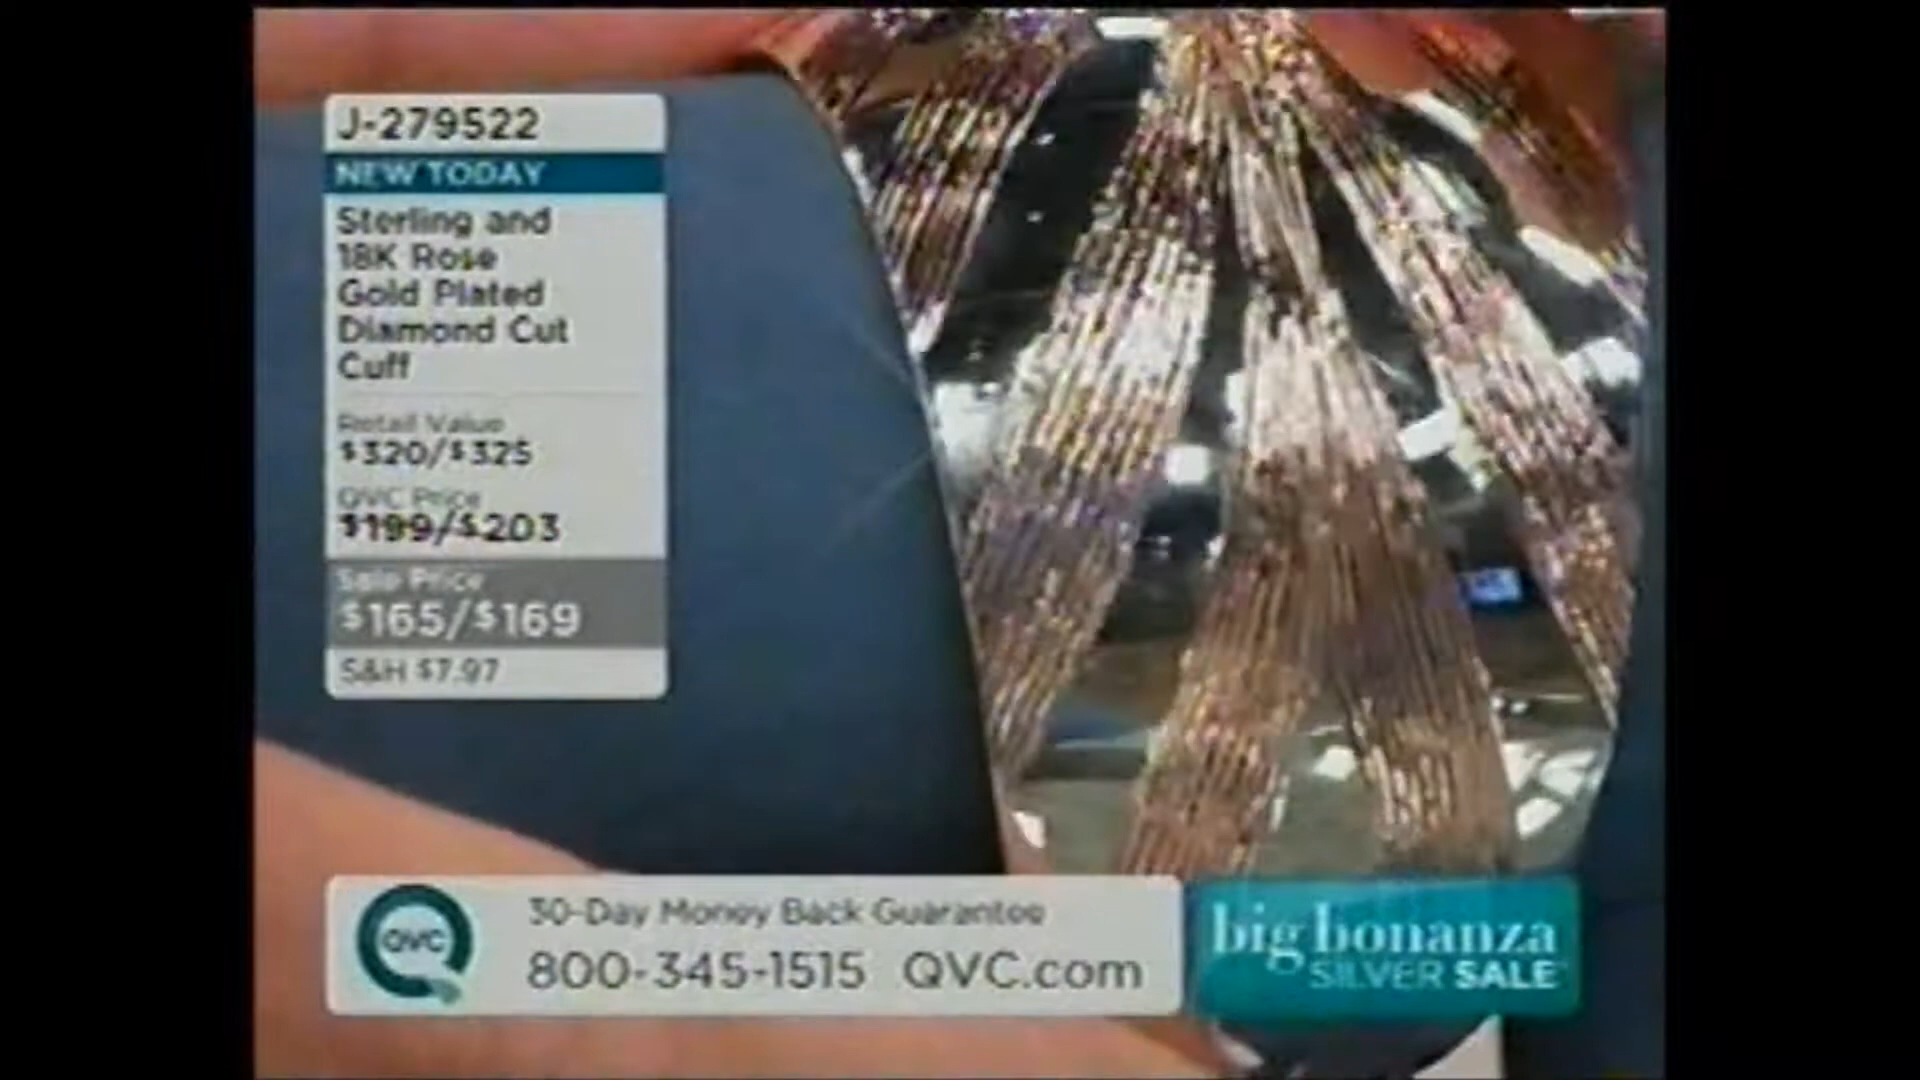 J-279522
NEW TODAY
Sterling and
18K Rose
Gold Plated
Diamond Cut
Cuff
Retail Value
$320/$325
QVC Price
$199/$203
Sale Price
$165/$169
S&H $7.97
QVC
30-Day Money Back Guarantee
800-345-1515 QVC.com
big bonanza
SILVER SALE